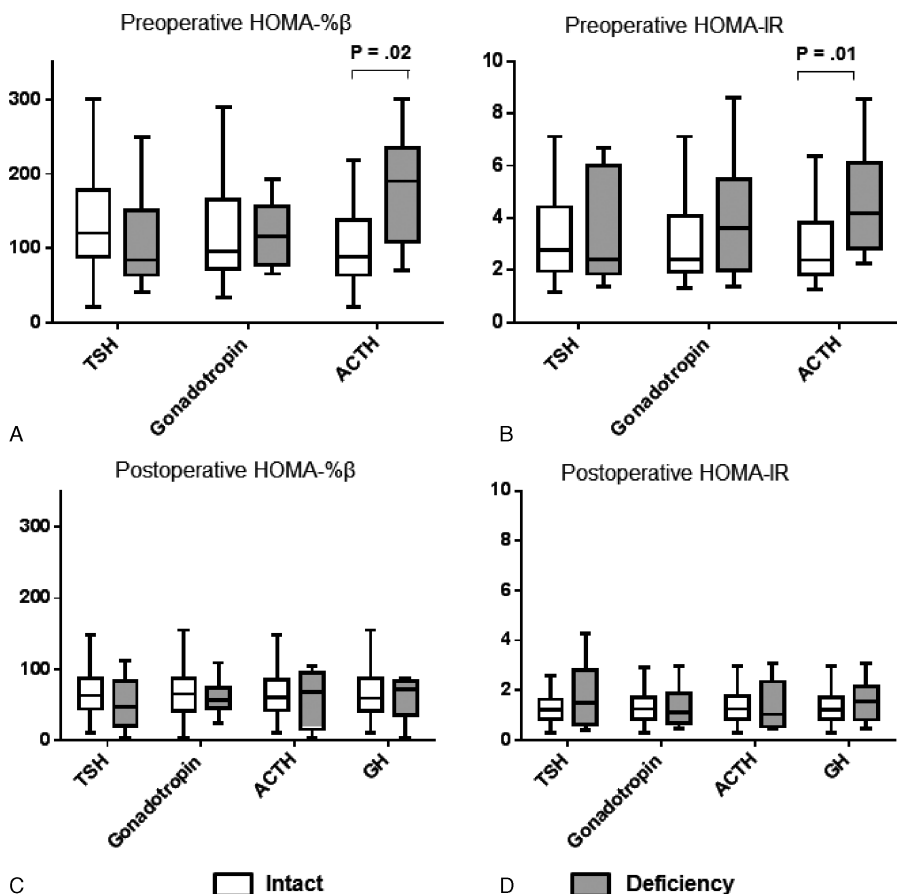 Preoperative HOMA-%β
P = .02
300
200
100
0
TSH
Gonadotropin
ACTH
A
Preoperative HOMA-IR
P = .01
10
8
6
4
2
0
TSH
Gonadotropin
ACTH
B
Postoperative HOMA-%β
300
200
100
0
TSH
Gonadotropin
ACTH
GH
C
Postoperative HOMA-IR
10
8
6
4
2
0
TSH
Gonadotropin
ACTH
GH
D
Intact
Deficiency